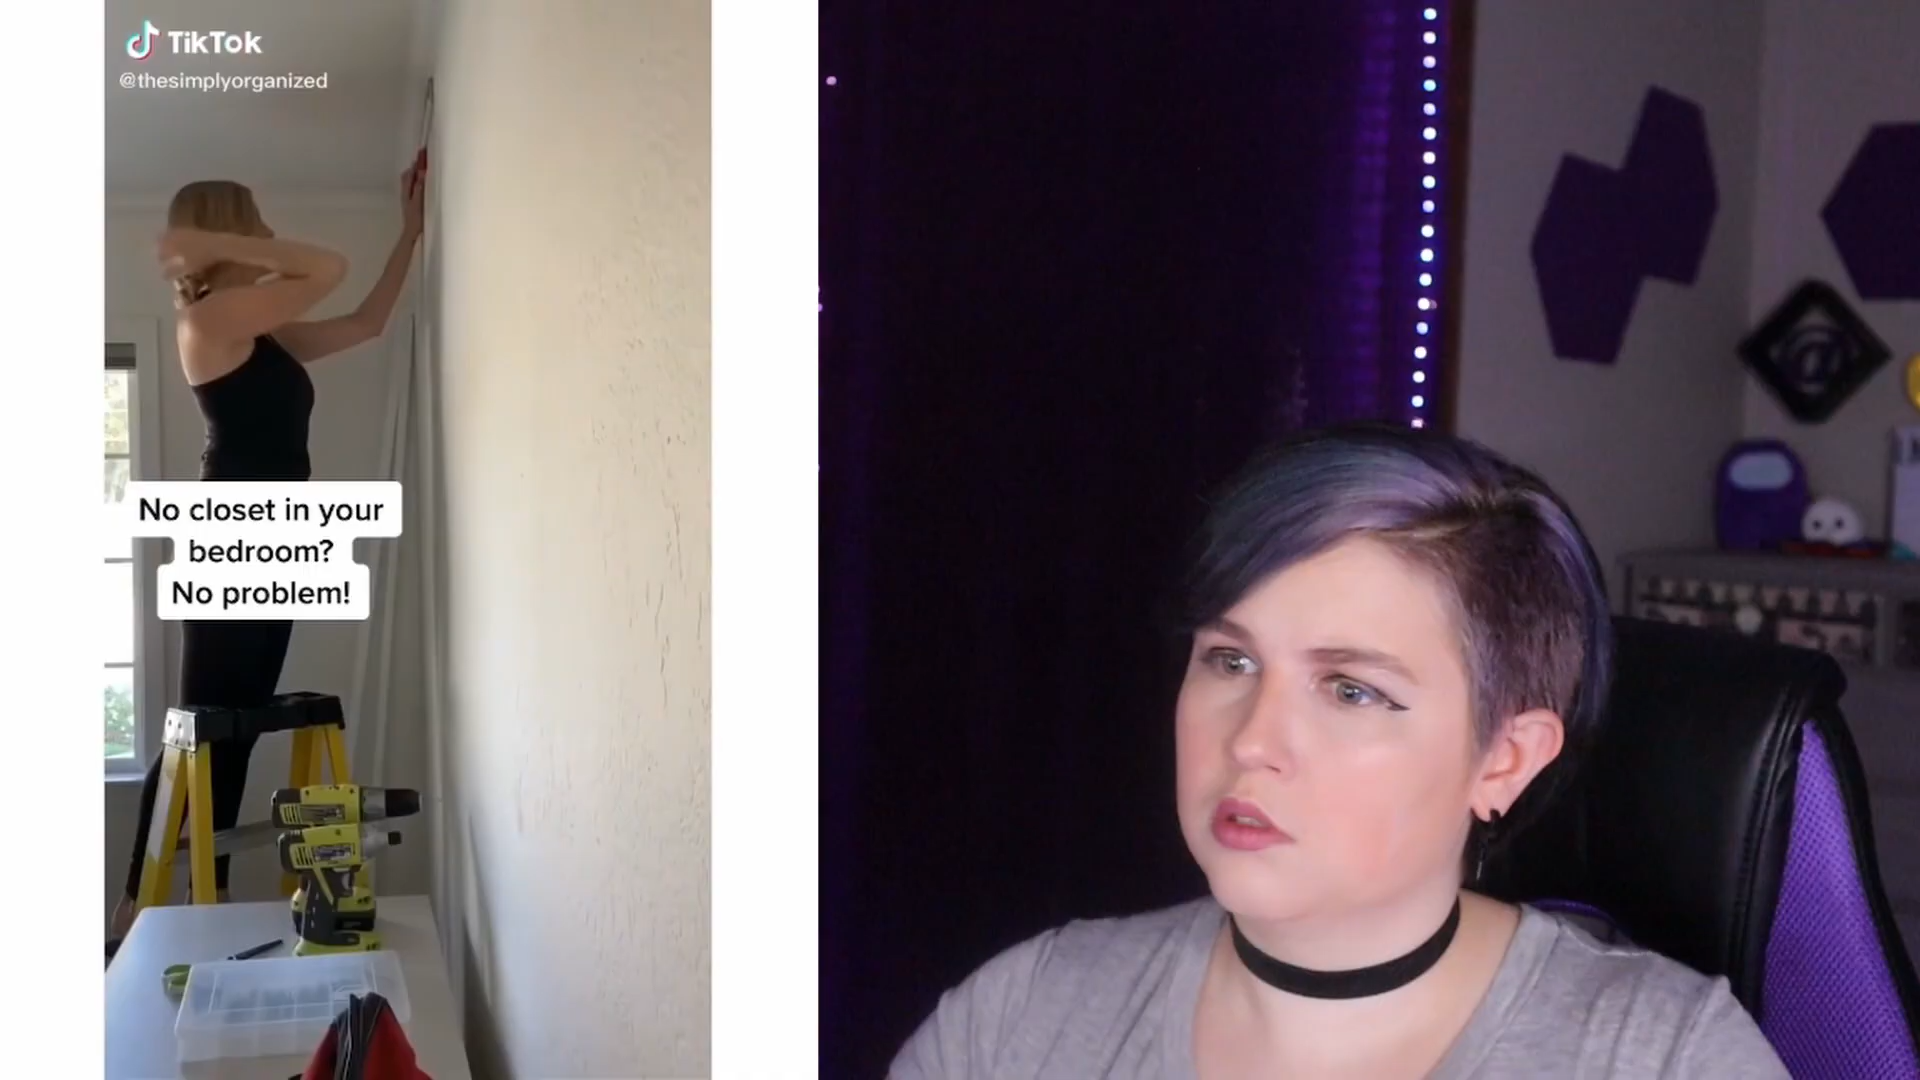 TikTok
@thesimplyorganized
No closet in your
bedroom?
No problem!